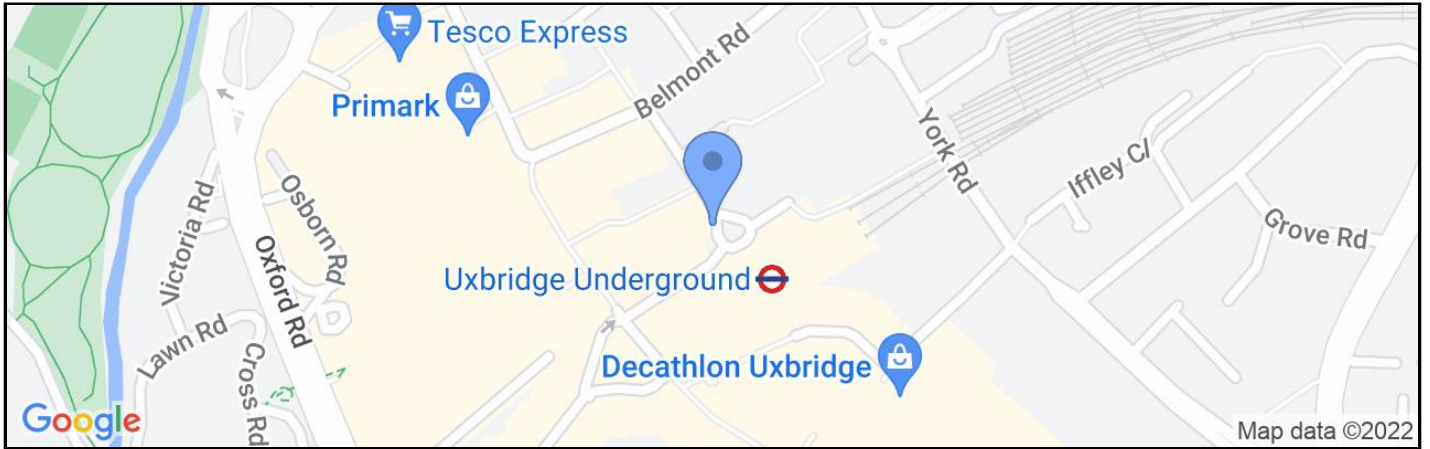 Tesco Express
Belmont Rd
Primark
York Rd
Iffley Cl
Osborn Rd
Victoria Rd
Grove Rd
Oxford Rd
Uxbridge Underground
Lawn Rd
Cross Rd
Decathlon Uxbridge
Google
Map data ©2022